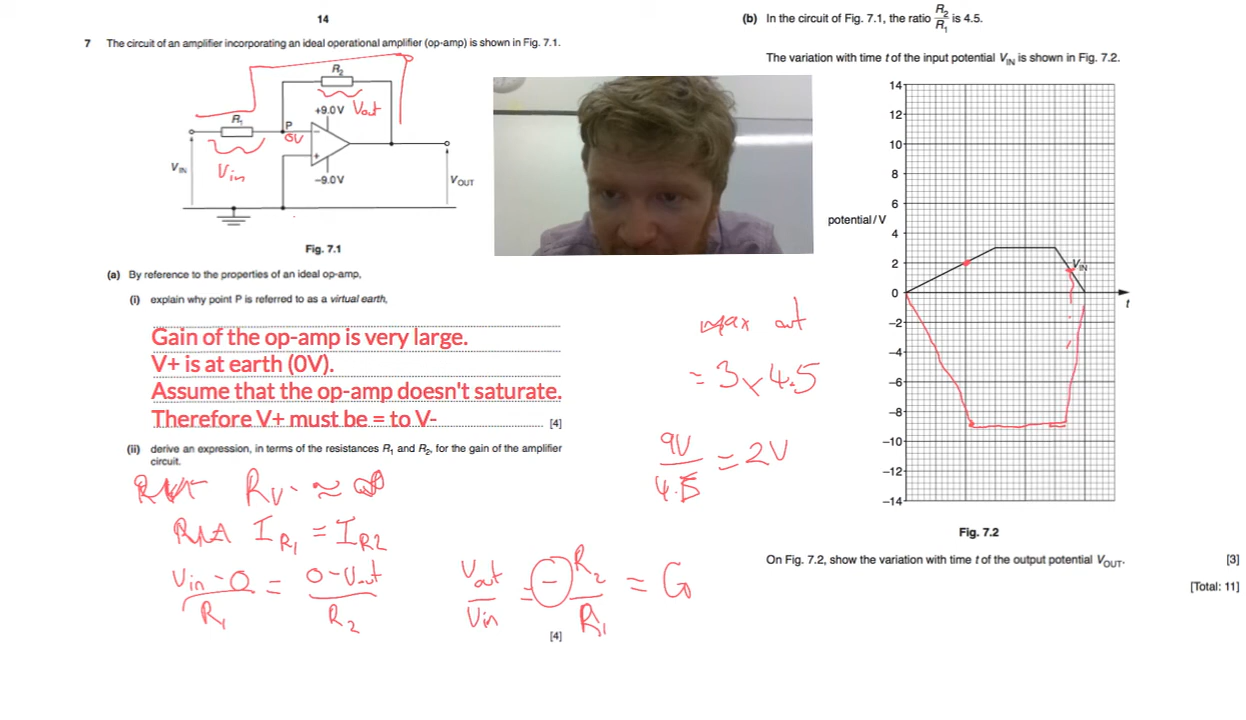 14
7 The circuit of an amplifier incorporating an ideal operational amplifier (op-amp) is shown in Fig. 7.1.
R2
+9.0V Vout
R1
P
0V
−
+
VIN
Vin
−9.0V
VOUT
Fig. 7.1
(a) By reference to the properties of an ideal op-amp,
(i) explain why point P is referred to as a virtual earth,
Gain of the op-amp is very large.
V+ is at earth (0V).
Assume that the op-amp doesn't saturate.
Therefore V+ must be = to V-
[4]
(ii) derive an expression, in terms of the resistances R1 and R2, for the gain of the amplifier
circuit.
RV- ≈ ∞
IR1 = IR2
Vin - 0 / R1 = 0 - Vout / R2
Vout / Vin = - R2 / R1 = G
[4]
max out
= 3 x 4.5
9V / 4.5 = 2V
(b) In the circuit of Fig. 7.1, the ratio R2/R1 is 4.5.
The variation with time t of the input potential VIN is shown in Fig. 7.2.
14
12
10
8
6
potential/V
4
2
VIN
0
t
−2
−4
−6
−8
−10
−12
−14
Fig. 7.2
On Fig. 7.2, show the variation with time t of the output potential VOUT.
[3]
[Total: 11]